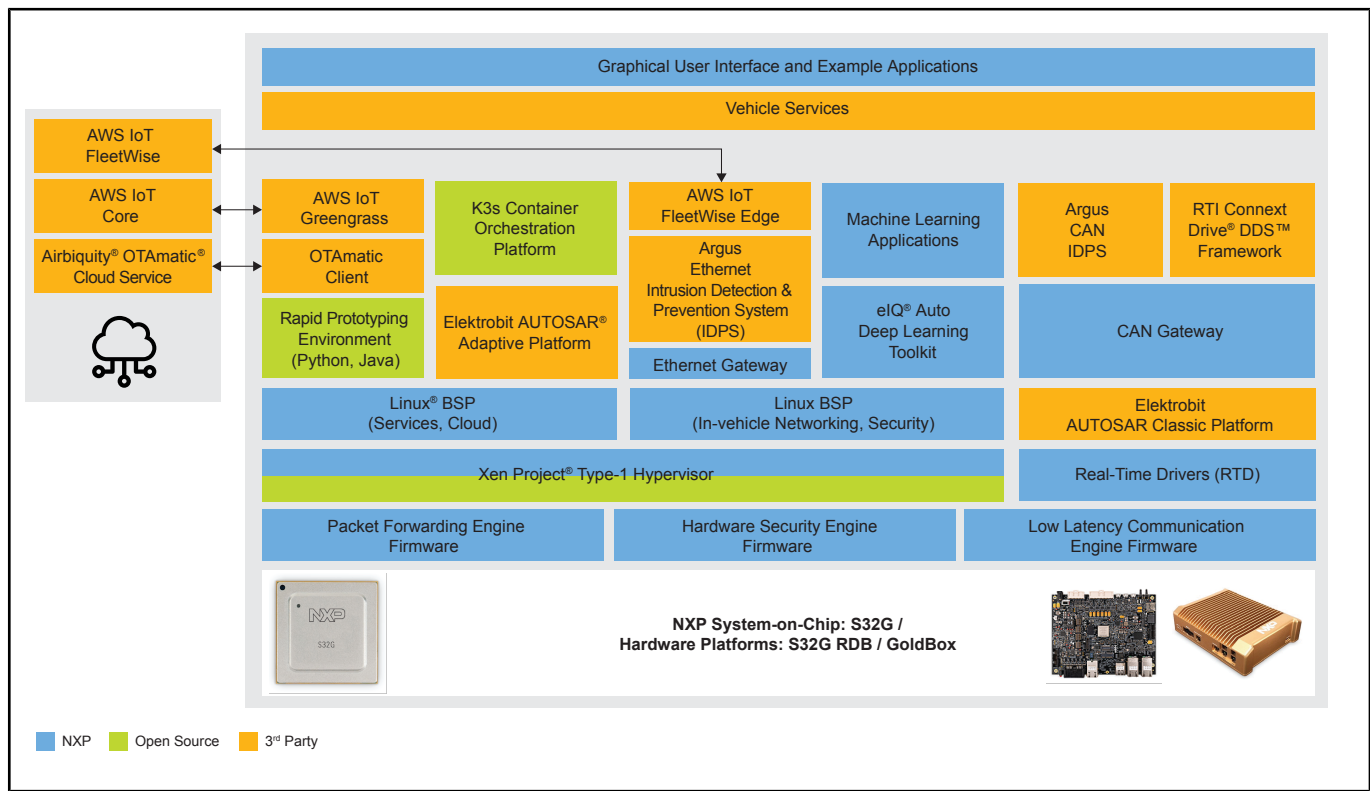 Graphical User Interface and Example Applications
Vehicle Services
AWS IoT
FleetWise
AWS IoT
Core
Airbiquity® OTAmatic®
Cloud Service
AWS IoT
Greengrass
OTAmatic
Client
Rapid Prototyping
Environment
(Python, Java)
K3s Container
Orchestration
Platform
Elektrobit AUTOSAR®
Adaptive Platform
AWS IoT
FleetWise Edge
Argus
Ethernet
Intrusion Detection &
Prevention System
(IDPS)
Ethernet Gateway
Machine Learning
Applications
eIQ® Auto
Deep Learning
Toolkit
Argus
CAN
IDPS
RTI Connext
Drive® DDS™
Framework
CAN Gateway
Linux® BSP
(Services, Cloud)
Linux BSP
(In-vehicle Networking, Security)
Elektrobit
AUTOSAR Classic Platform
Xen Project® Type-1 Hypervisor
Real-Time Drivers (RTD)
Packet Forwarding Engine
Firmware
Hardware Security Engine
Firmware
Low Latency Communication
Engine Firmware
NXP
S32G
NXP System-on-Chip: S32G /
Hardware Platforms: S32G RDB / GoldBox
NXP
NXP
Open Source
3rd Party